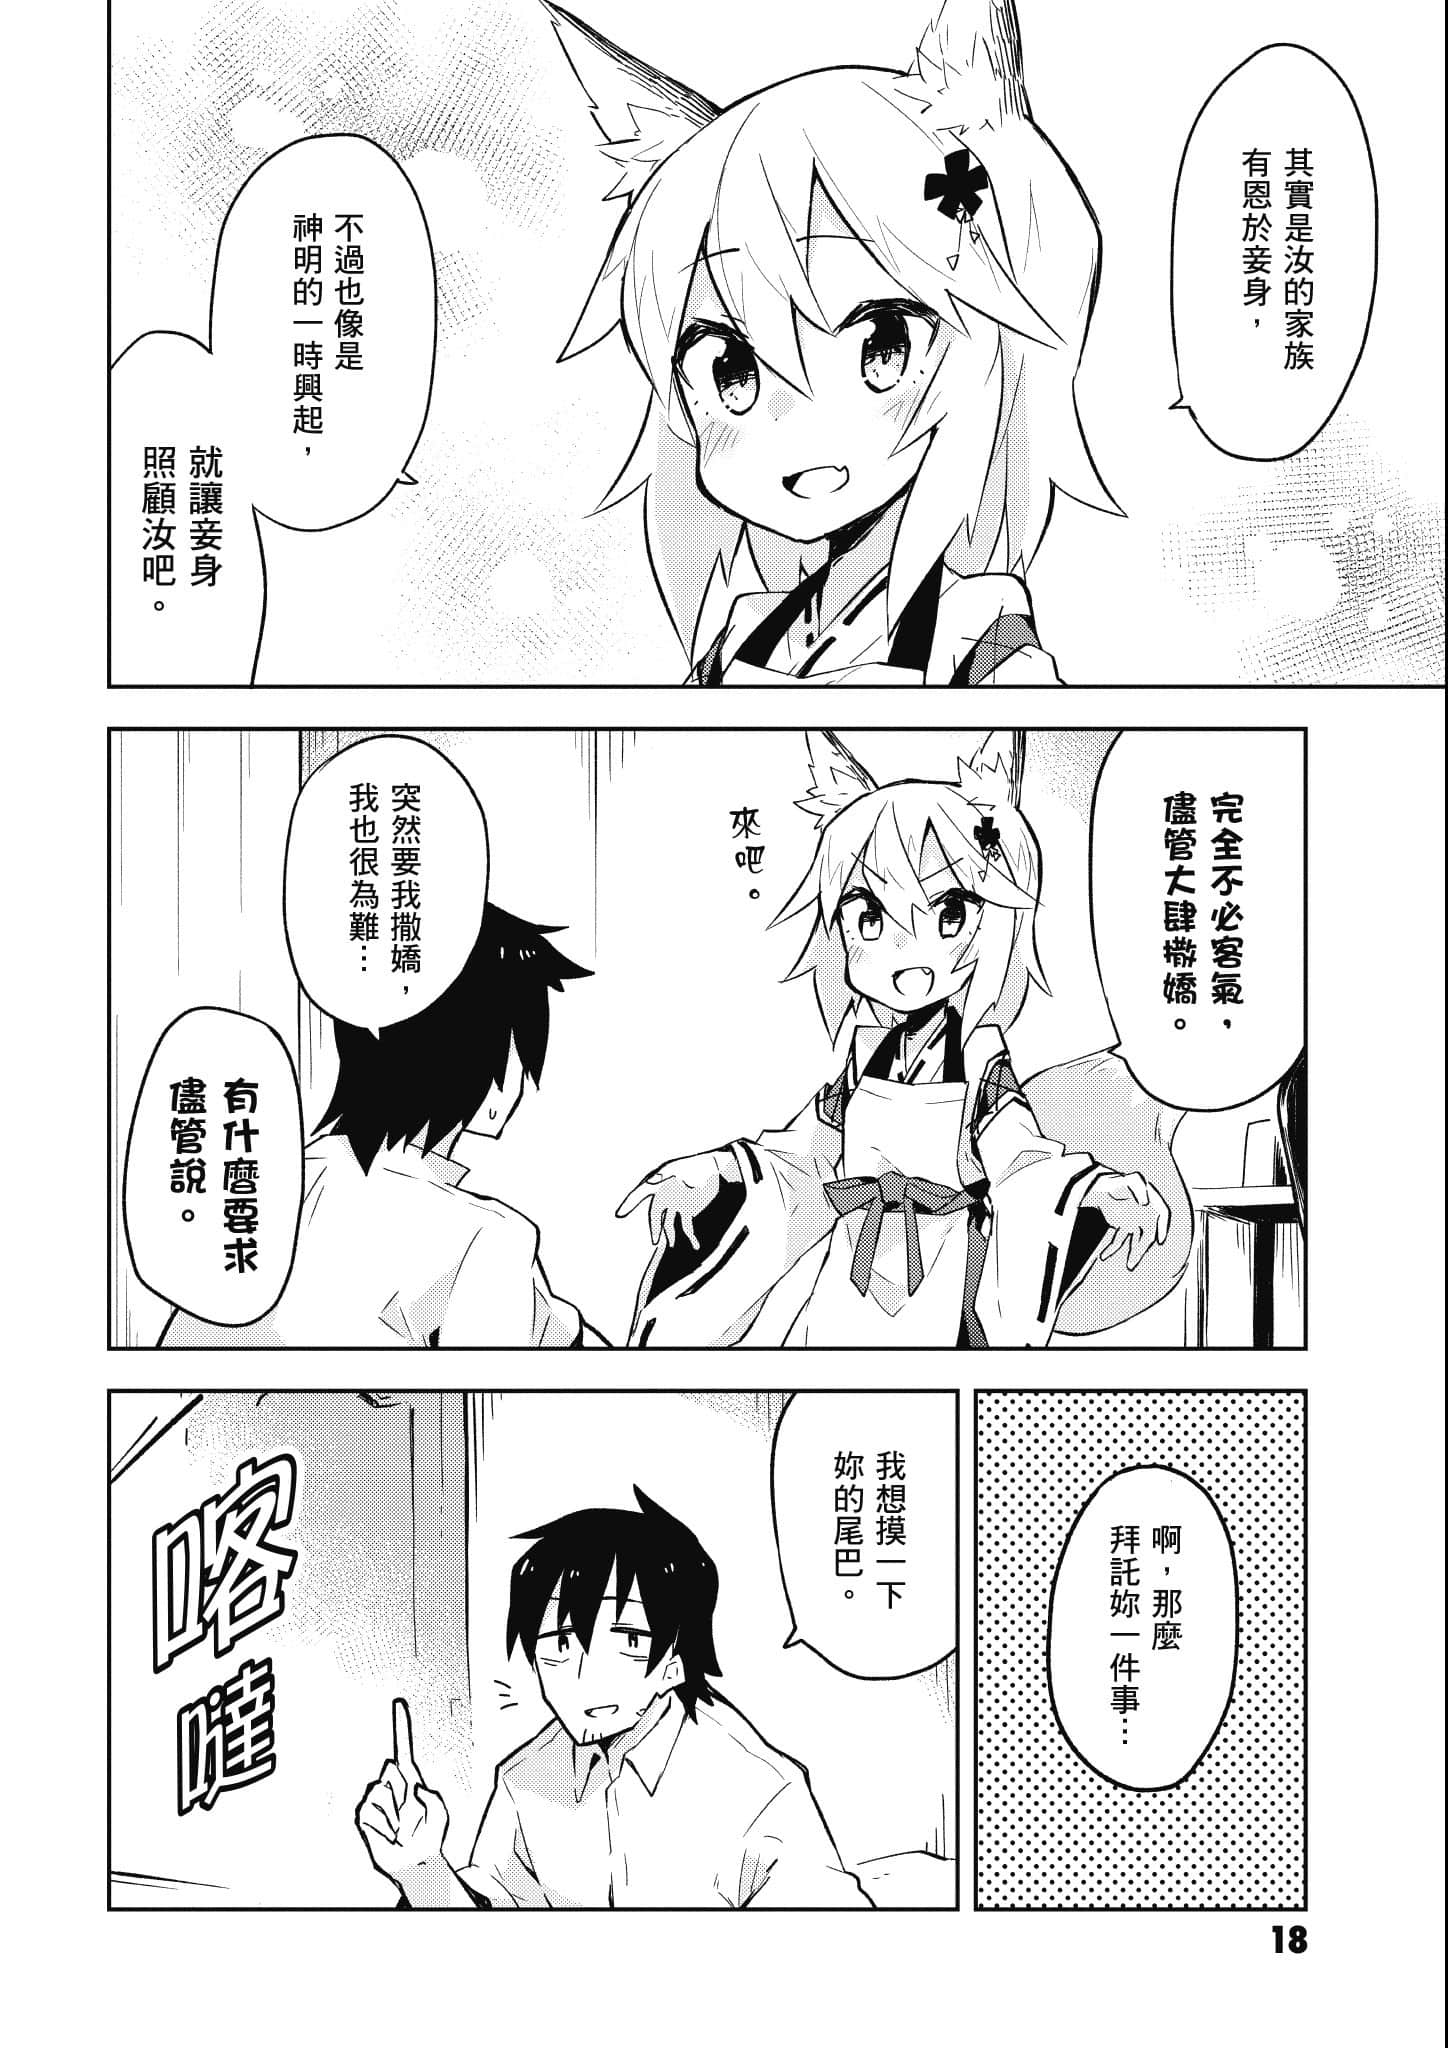 其實是汝的家族
有恩於妾身，
不過也像是
神明的一時興起，
就讓妾身
照顧汝吧。
完全不必客氣，
儘管大肆撒嬌。
來吧。
突然要我撒嬌，
我也很為難…
有什麼要求
儘管說。
啊，那麼
拜託妳一件事…
我想摸一下
妳的尾巴。
喀
噠
18